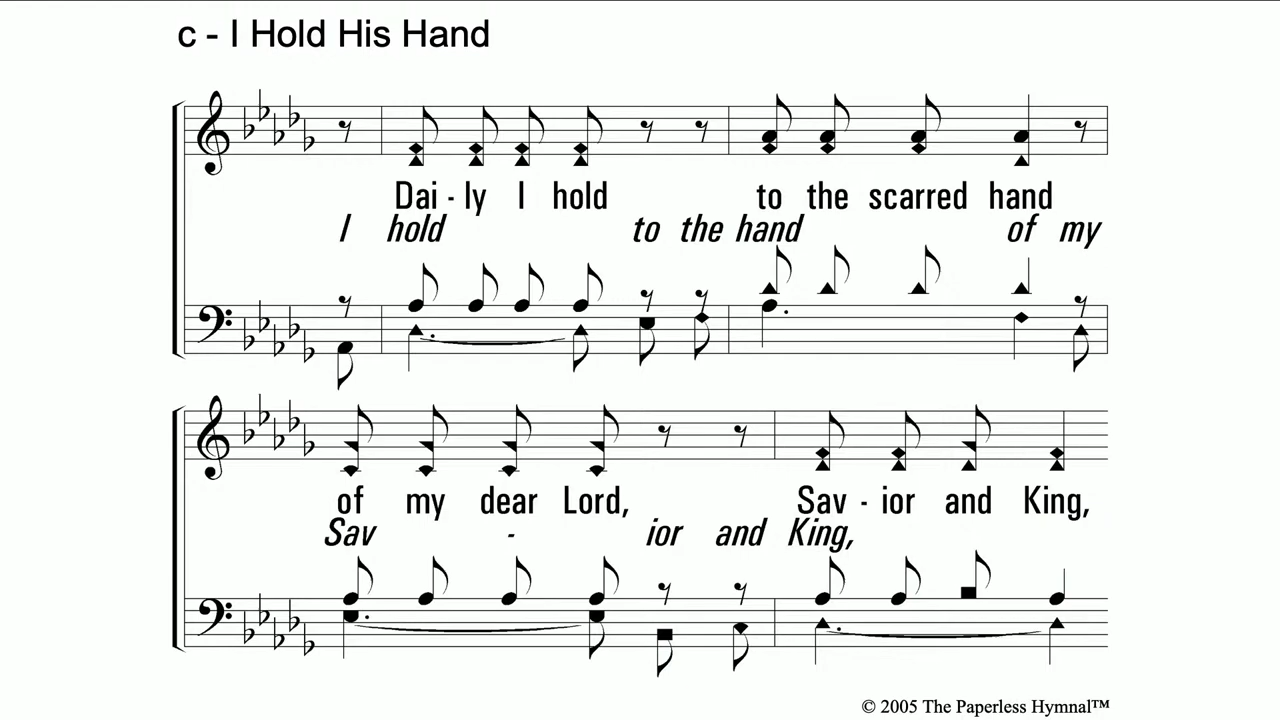 c - I Hold His Hand
Dai - ly I hold to the scarred hand
I hold to the hand of my
of my dear Lord, Sav - ior and King,
Sav - ior and King,
© 2005 The Paperless Hymnal™